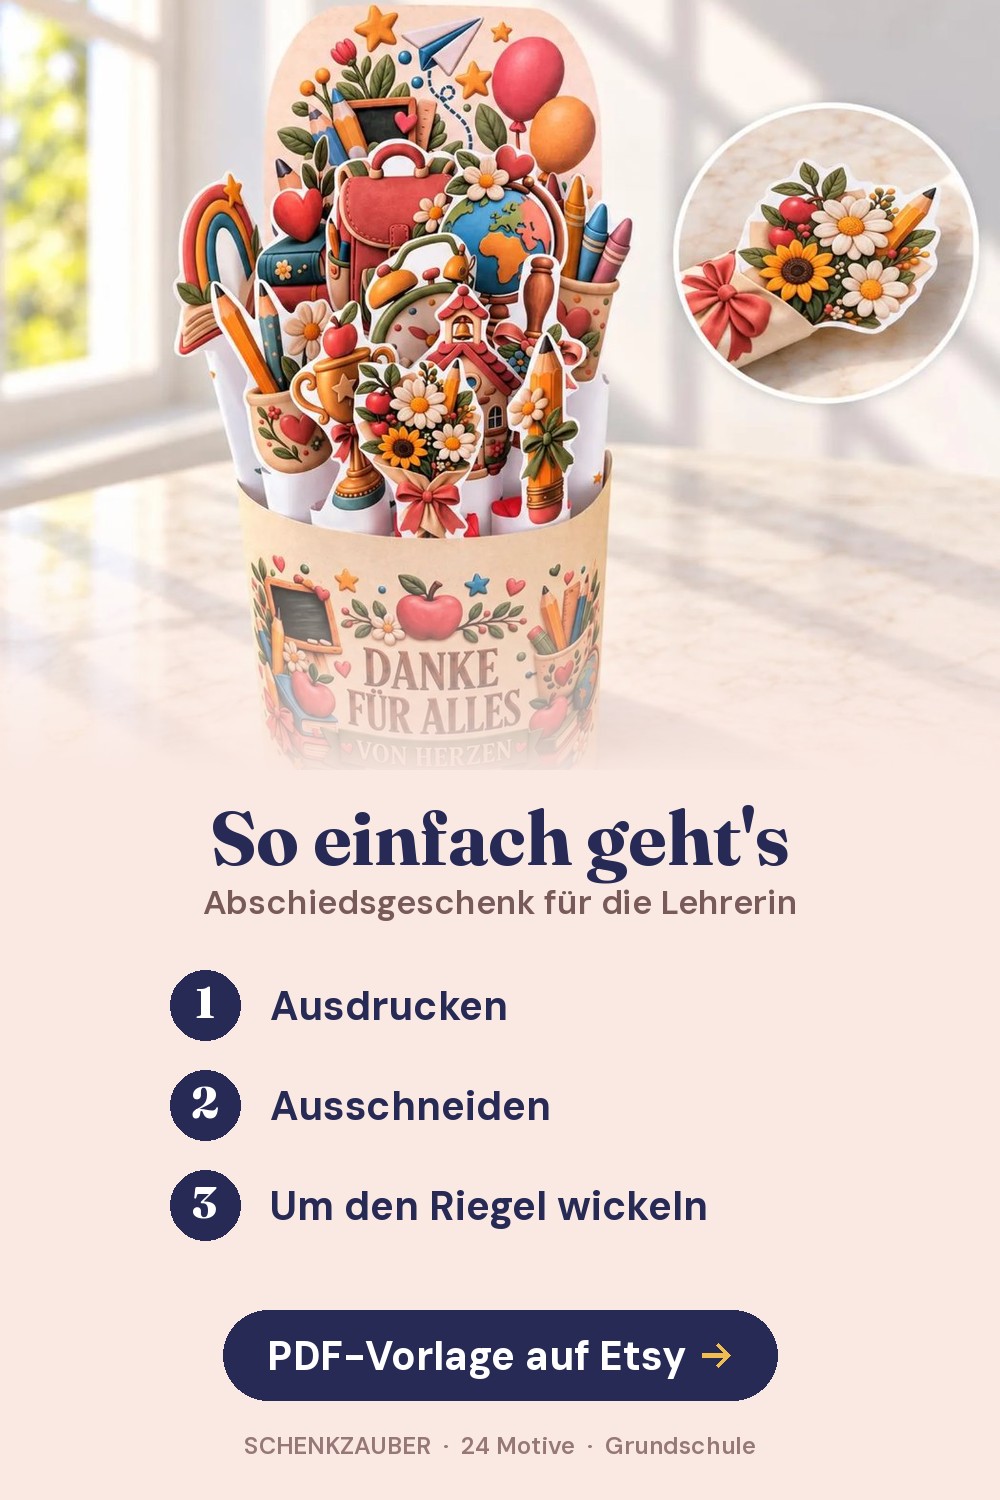 DANKE
FÜR ALLES
VON HERZEN
So einfach geht's
Abschiedsgeschenk für die Lehrerin
1 Ausdrucken
2 Ausschneiden
3 Um den Riegel wickeln
PDF-Vorlage auf Etsy →
SCHENKZAUBER · 24 Motive · Grundschule